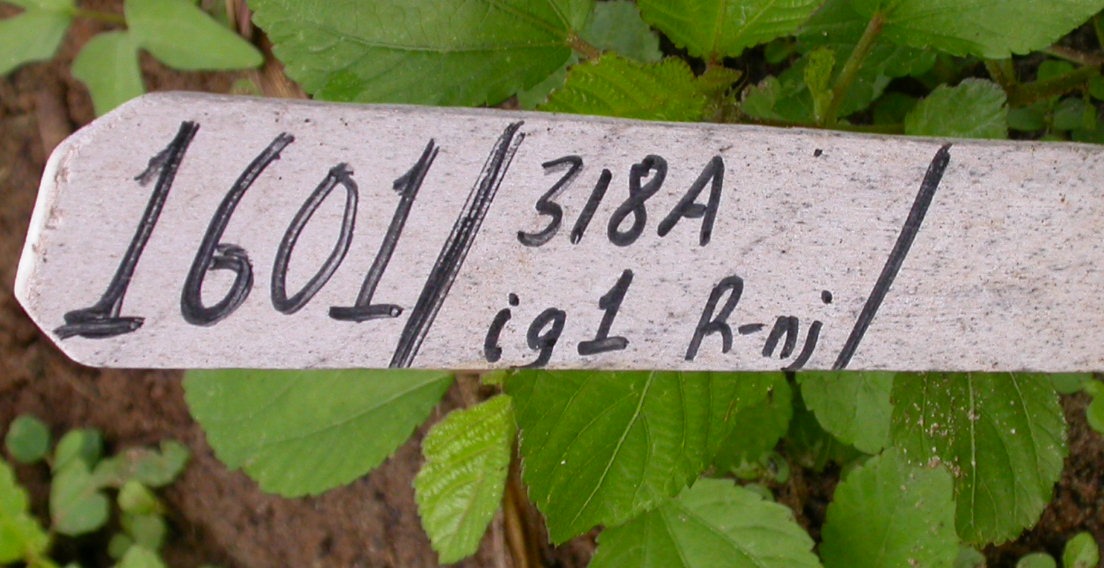 1601 // 318A /
ig1 R-nj